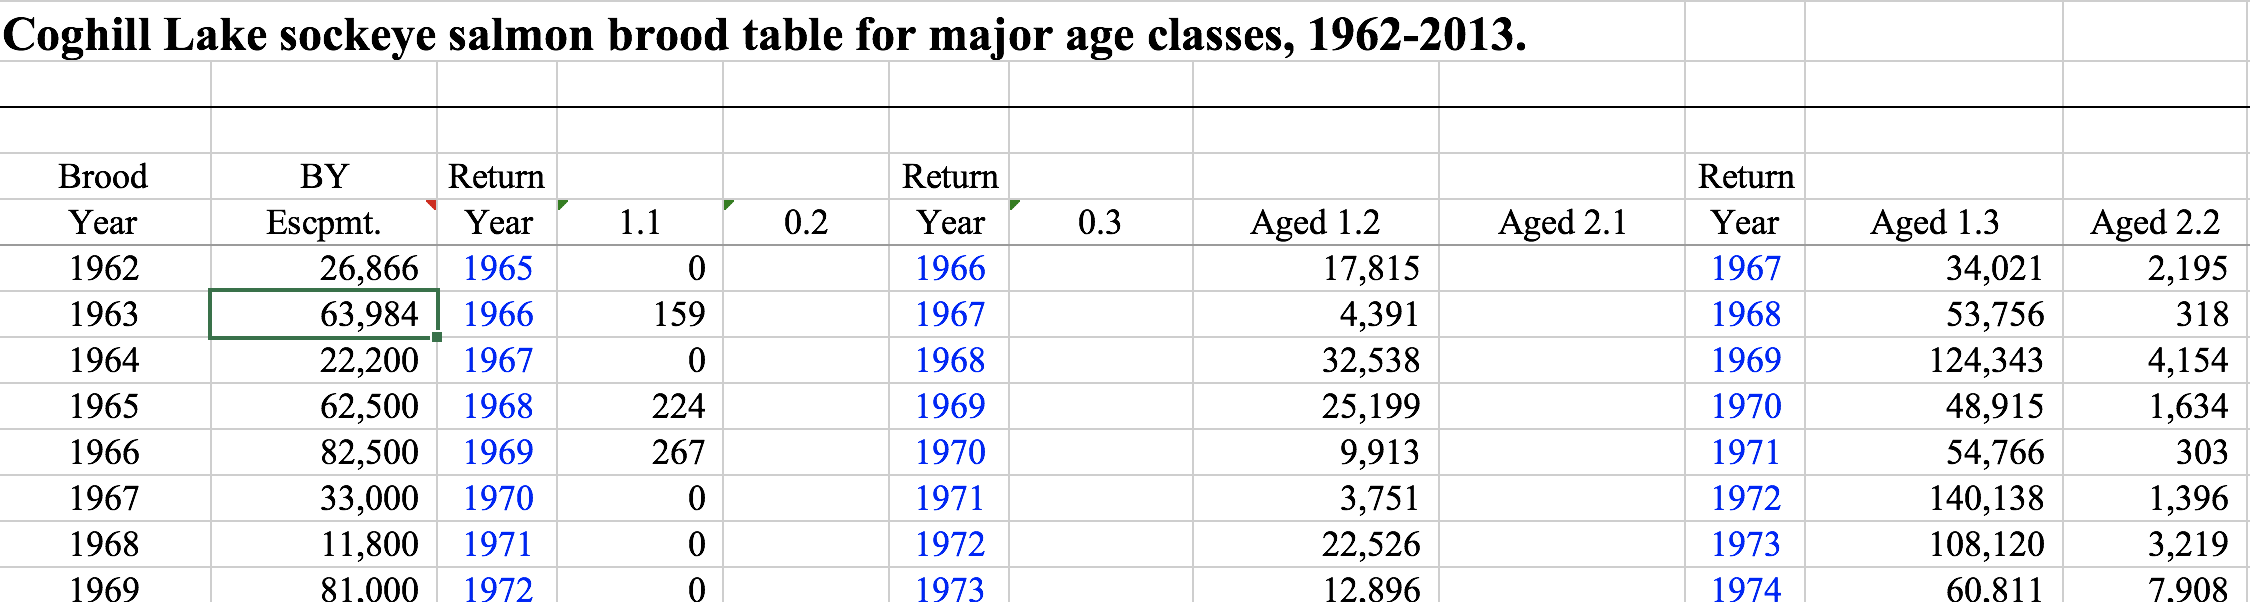 Coghill Lake sockeye salmon brood table for major age classes, 1962-2013.
Brood BY Return Return Return
Year Escpmt. Year 1.1 0.2 Year 0.3 Aged 1.2 Aged 2.1 Year Aged 1.3 Aged 2.2
1962 26,866 1965 0 1966 17,815 1967 34,021 2,195
1963 63,984 1966 159 1967 4,391 1968 53,756 318
1964 22,200 1967 0 1968 32,538 1969 124,343 4,154
1965 62,500 1968 224 1969 25,199 1970 48,915 1,634
1966 82,500 1969 267 1970 9,913 1971 54,766 303
1967 33,000 1970 0 1971 3,751 1972 140,138 1,396
1968 11,800 1971 0 1972 22,526 1973 108,120 3,219
1969 81,000 1972 0 1973 12,896 1974 60,811 7,908